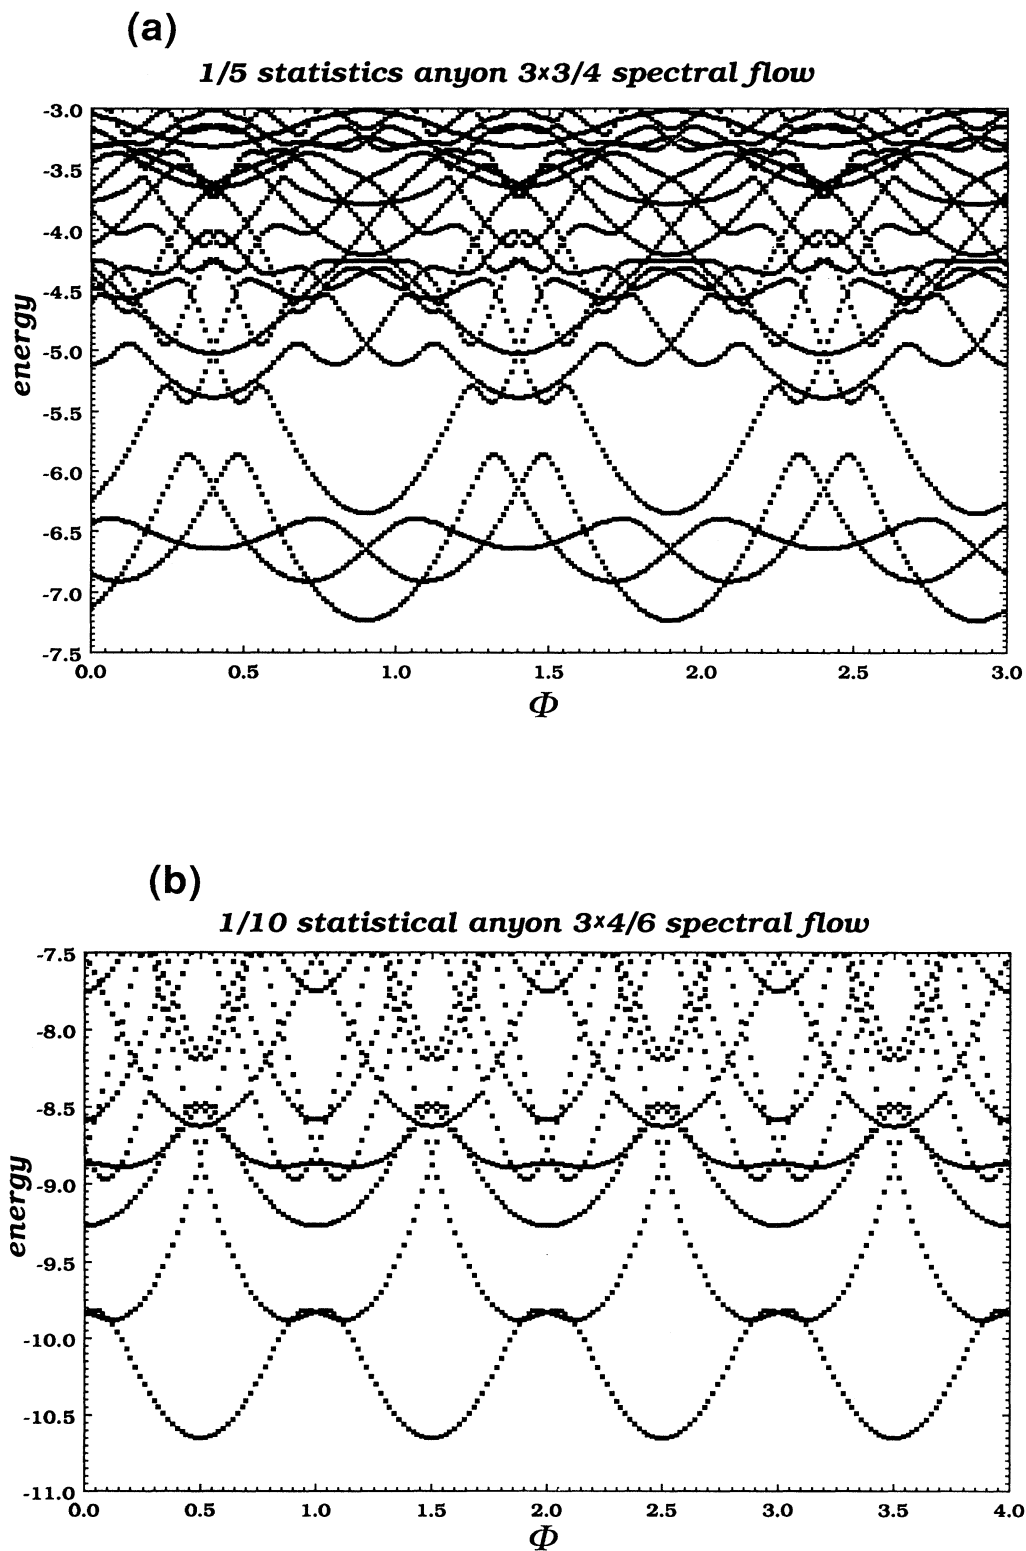 (a)
1/5 statistics anyon 3×3/4 spectral flow
-3.0
-3.5
-4.0
-4.5
-5.0
-5.5
-6.0
-6.5
-7.0
-7.5
energy
0.0 0.5 1.0 1.5 2.0 2.5 3.0
Φ
(b)
1/10 statistical anyon 3×4/6 spectral flow
-7.5
-8.0
-8.5
-9.0
-9.5
-10.0
-10.5
-11.0
energy
0.0 0.5 1.0 1.5 2.0 2.5 3.0 3.5 4.0
Φ